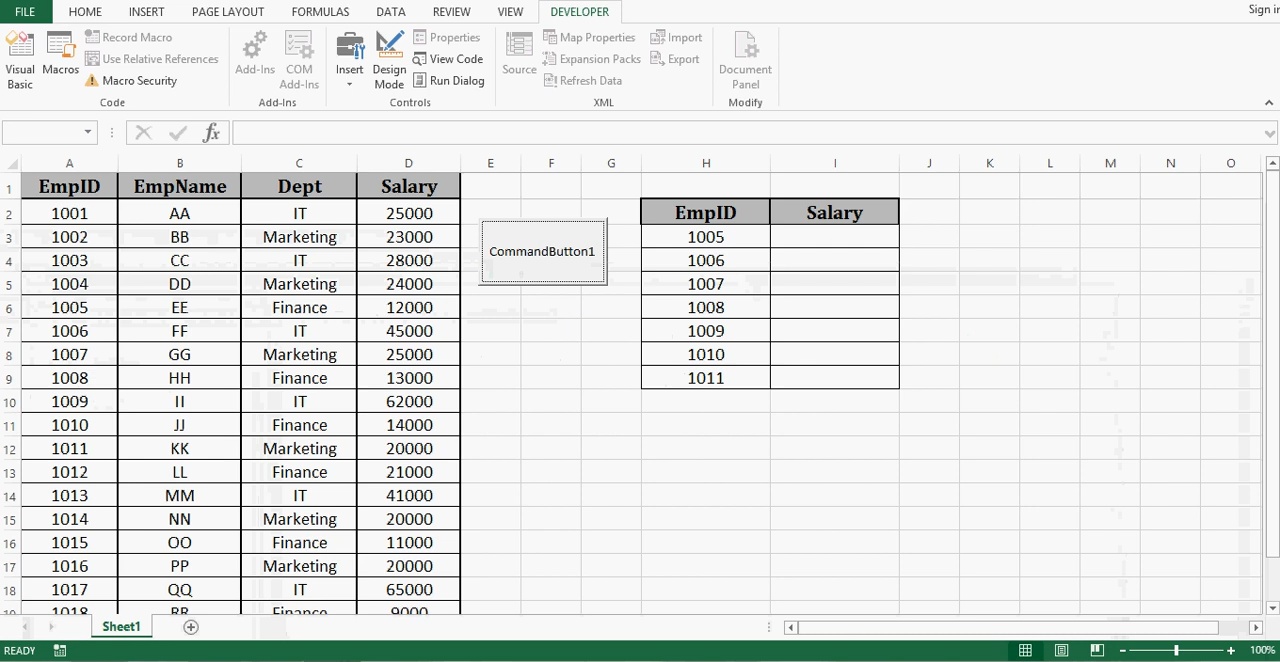 FILE HOME INSERT PAGE LAYOUT FORMULAS DATA REVIEW VIEW DEVELOPER Sign in
Visual Basic
Macros
Record Macro
Use Relative References
Macro Security
Code
Add-Ins
COM Add-Ins
Add-Ins
Insert
Design Mode
Properties
View Code
Run Dialog
Controls
Source
Map Properties
Expansion Packs
Refresh Data
Import
Export
XML
Document Panel
Modify
fx
A B C D E F G H I J K L M N O
1 EmpID EmpName Dept Salary
2 1001 AA IT 25000 EmpID Salary
3 1002 BB Marketing 23000 1005
CommandButton1
4 1003 CC IT 28000 1006
5 1004 DD Marketing 24000 1007
6 1005 EE Finance 12000 1008
7 1006 FF IT 45000 1009
8 1007 GG Marketing 25000 1010
9 1008 HH Finance 13000 1011
10 1009 II IT 62000
11 1010 JJ Finance 14000
12 1011 KK Marketing 20000
13 1012 LL Finance 21000
14 1013 MM IT 41000
15 1014 NN Marketing 20000
16 1015 OO Finance 11000
17 1016 PP Marketing 20000
18 1017 QQ IT 65000
19 1018 RR Finance 9000
Sheet1
READY 100%